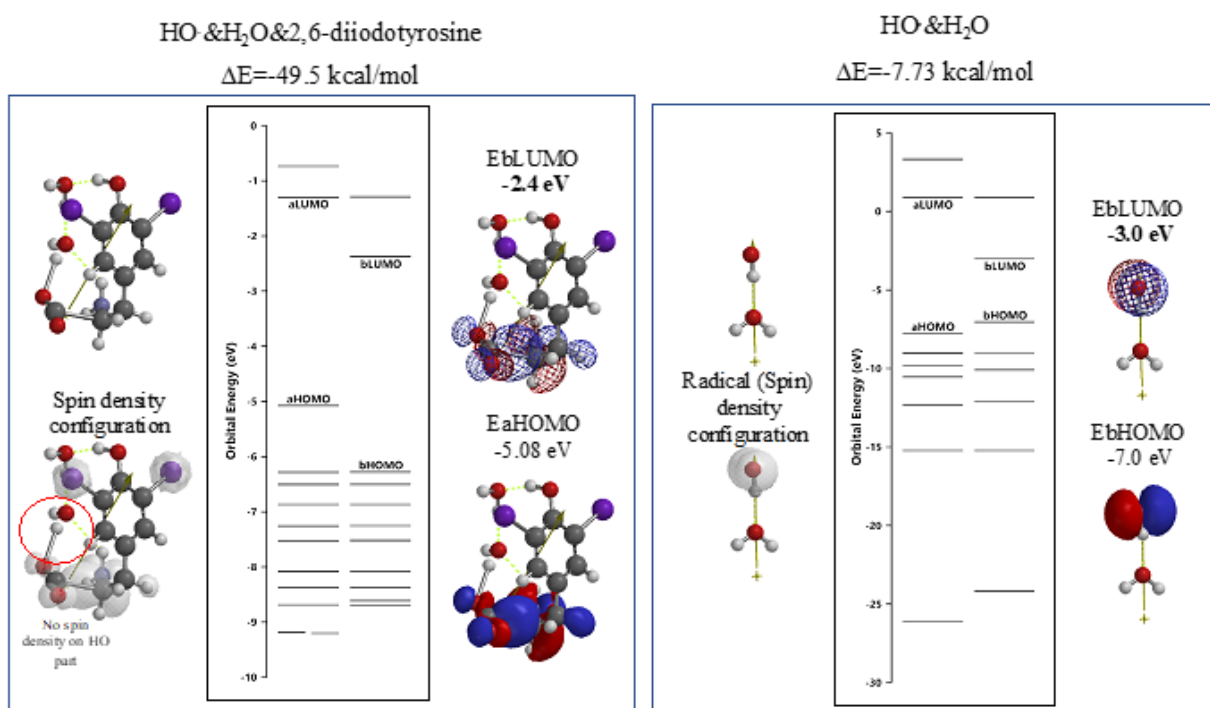 HO·&H₂O&2,6-diiodotyrosine
ΔE=-49.5 kcal/mol
Spin density
configuration
No spin
density on HO
part
Orbital Energy (eV)
0
-1
-2
-3
-4
-5
-6
-7
-8
-9
-10
aLUMO
bLUMO
aHOMO
bHOMO
EbLUMO
-2.4 eV
EaHOMO
-5.08 eV
HO·&H₂O
ΔE=-7.73 kcal/mol
Radical (Spin)
density
configuration
Orbital Energy (eV)
5
0
-5
-10
-15
-20
-25
-30
aLUMO
bLUMO
bHOMO
aHOMO
EbLUMO
-3.0 eV
EbHOMO
-7.0 eV